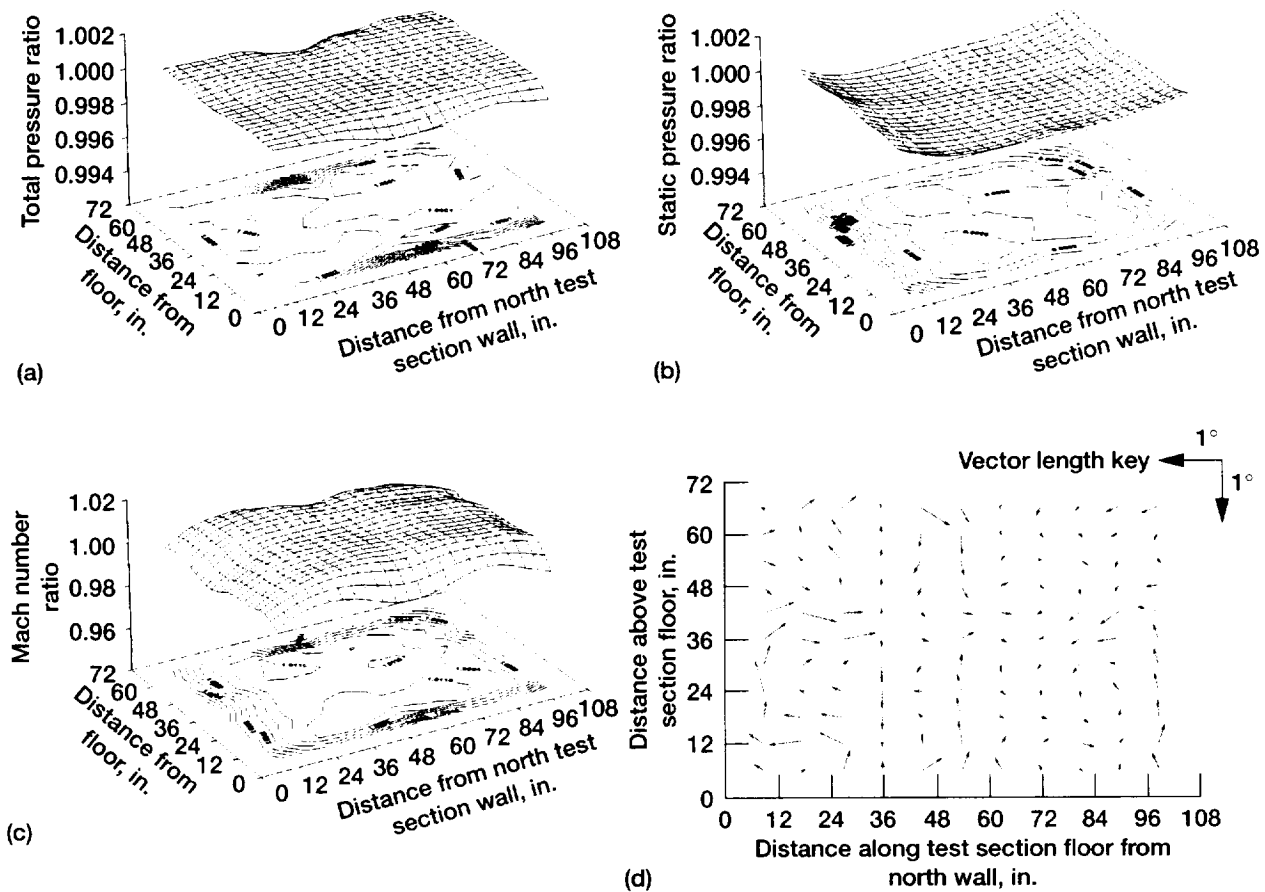 1.002
1.000
0.998
0.996
0.994
Total pressure ratio
72
60
48
36
24
12
0
Distance from
floor, in.
0 12 24 36 48 60 72 84 96 108
Distance from north test
section wall, in.
(a)
1.002
1.000
0.998
0.996
0.994
Static pressure ratio
72
60
48
36
24
12
0
Distance from
floor, in.
0 12 24 36 48 60 72 84 96 108
Distance from north test
section wall, in.
(b)
1.02
1.00
0.98
0.96
Mach number
ratio
72
60
48
36
24
12
0
Distance from
floor, in.
0 12 24 36 48 60 72 84 96 108
Distance from north test
section wall, in.
(c)
1°
Vector length key
1°
72
60
48
36
24
12
0
Distance above test
section floor, in.
0 12 24 36 48 60 72 84 96 108
Distance along test section floor from
north wall, in.
(d)